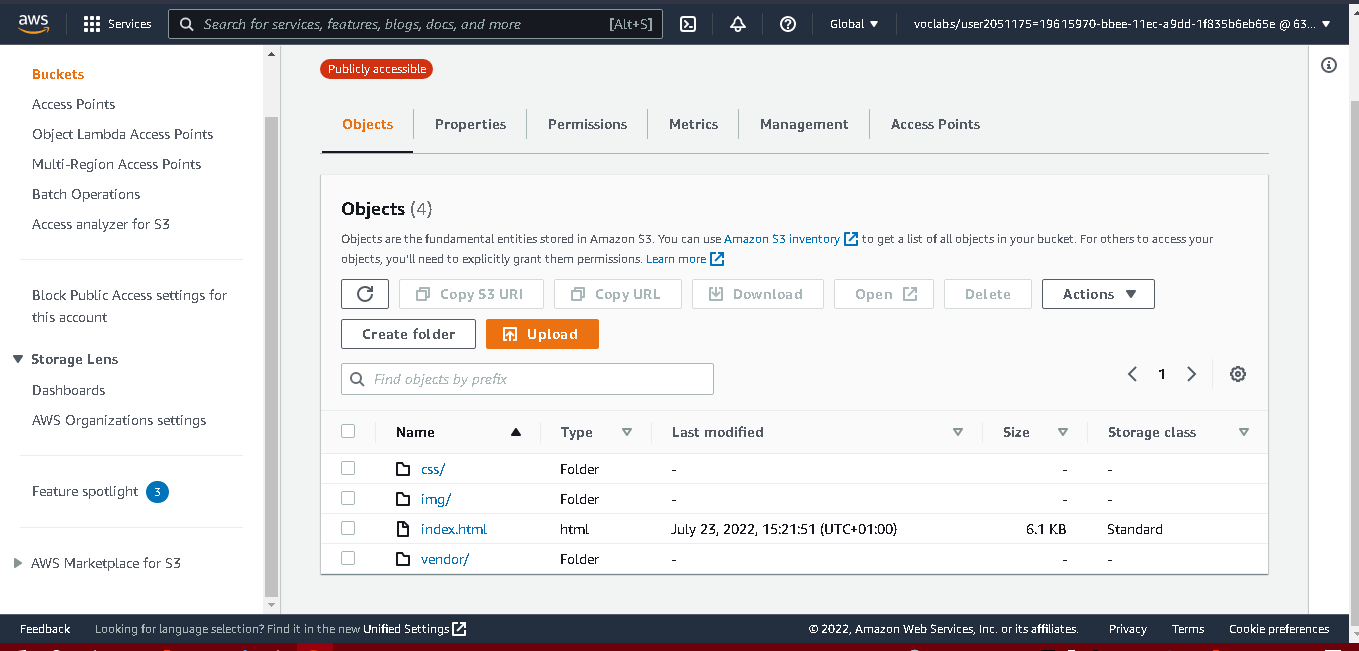 aws
Services
Search for services, features, blogs, docs, and more
[Alt+S]
Global
voclabs/user2051175=19615970-bbee-11ec-a9dd-1f835b6eb65e @ 63...
Buckets
Access Points
Object Lambda Access Points
Multi-Region Access Points
Batch Operations
Access analyzer for S3
Block Public Access settings for
this account
Storage Lens
Dashboards
AWS Organizations settings
Feature spotlight 3
AWS Marketplace for S3
Publicly accessible
Objects Properties Permissions Metrics Management Access Points
Objects (4)
Objects are the fundamental entities stored in Amazon S3. You can use Amazon S3 inventory to get a list of all objects in your bucket. For others to access your
objects, you'll need to explicitly grant them permissions. Learn more
Copy S3 URI Copy URL Download Open Delete Actions
Create folder Upload
Find objects by prefix
1
Name Type Last modified Size Storage class
css/ Folder - - -
img/ Folder - - -
index.html html July 23, 2022, 15:21:51 (UTC+01:00) 6.1 KB Standard
vendor/ Folder - - -
Feedback Looking for language selection? Find it in the new Unified Settings © 2022, Amazon Web Services, Inc. or its affiliates. Privacy Terms Cookie preferences